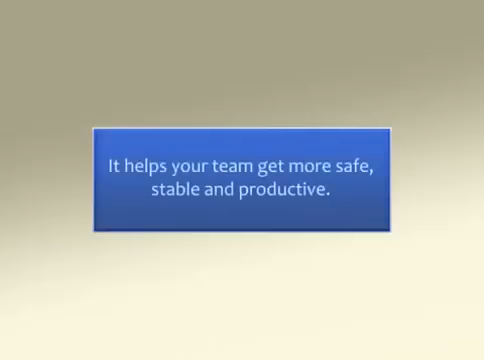 It helps your team get more safe,
stable and productive.